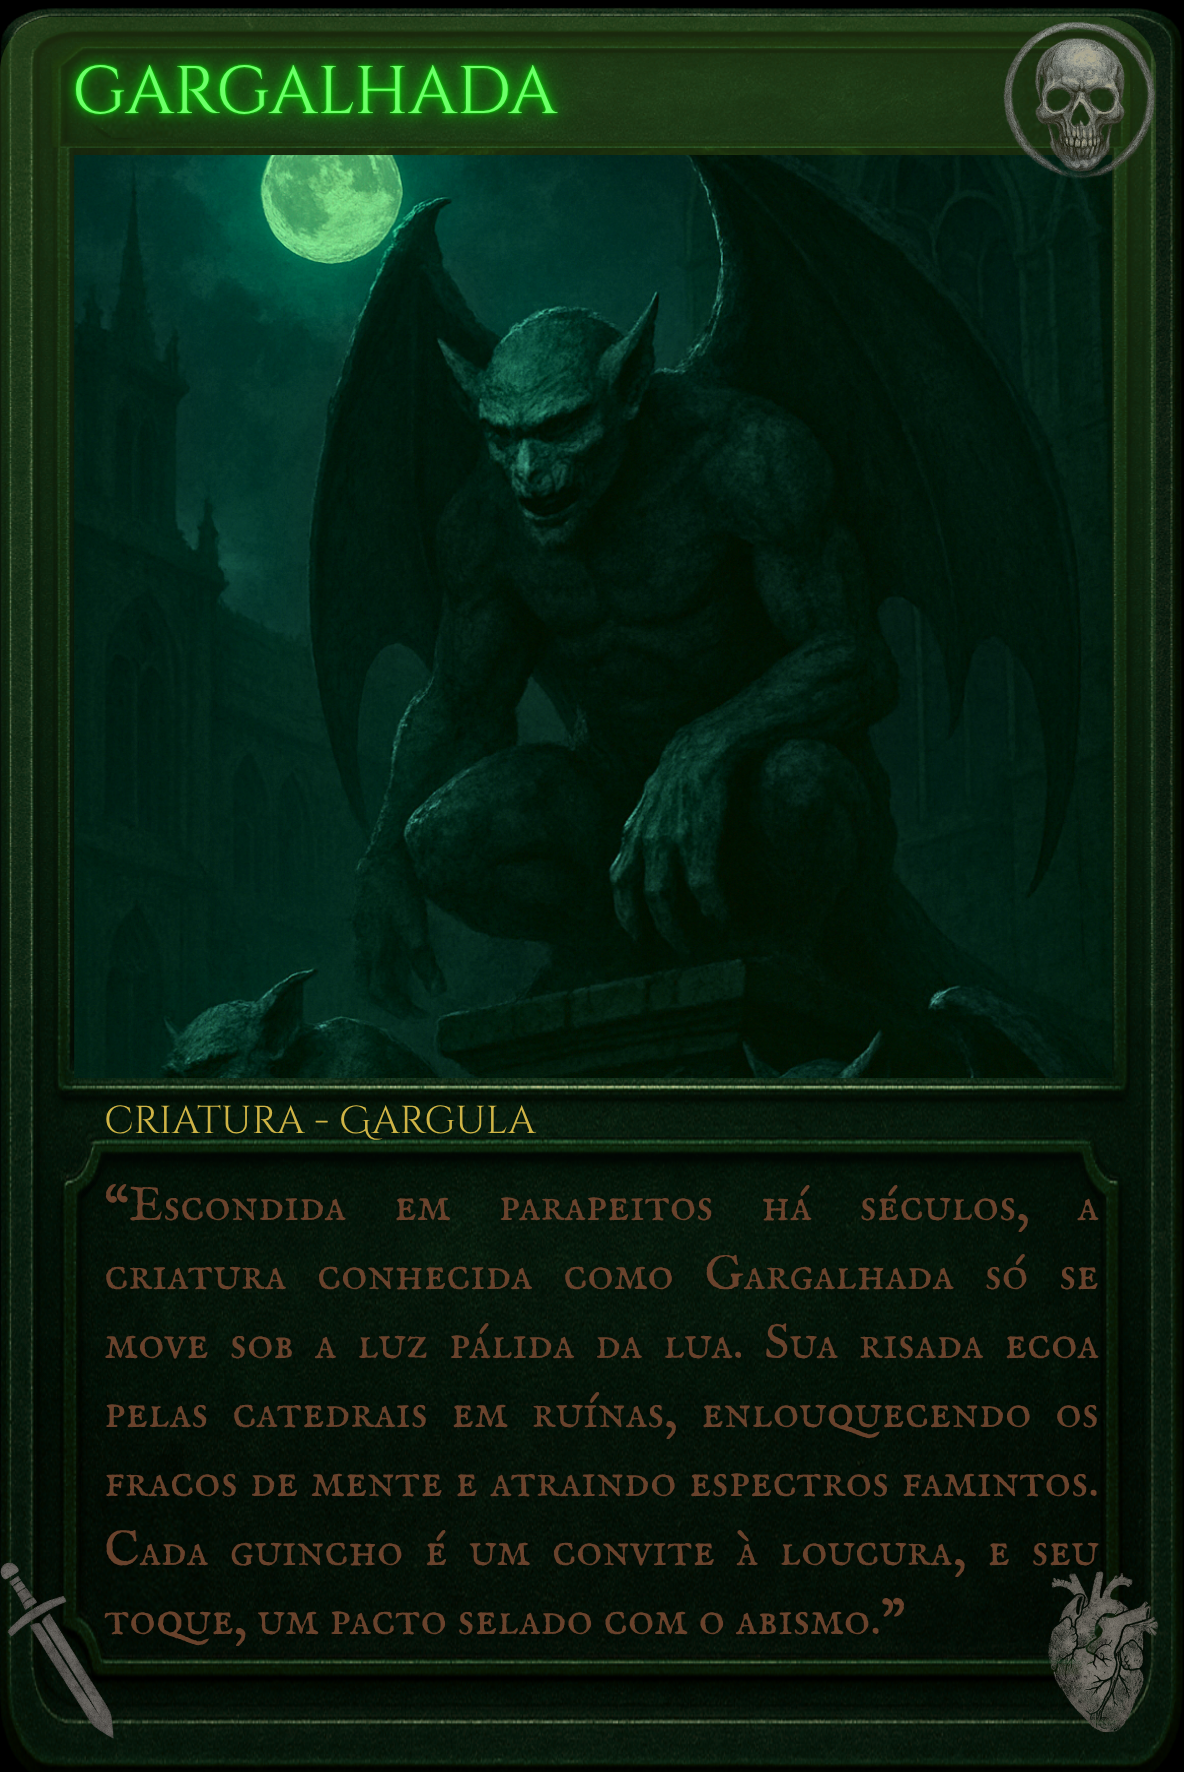 GARGALHADA
CRIATURA - GARGULA
“Escondida em parapeitos há séculos, a
criatura conhecida como Gargalhada só se
move sob a luz pálida da lua. Sua risada ecoa
pelas catedrais em ruínas, enlouquecendo os
fracos de mente e atraindo espectros famintos.
Cada guincho é um convite à loucura, e seu
toque, um pacto selado com o abismo.”